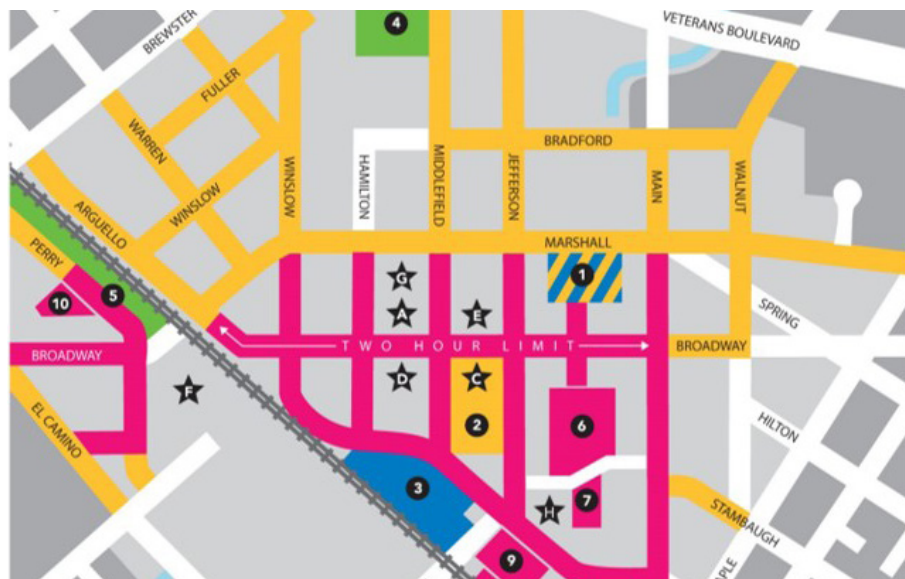 4
VETERANS BOULEVARD
BREWSTER
FULLER
WARREN
BRADFORD
WINSLOW
HAMILTON
MIDDLEFIELD
JEFFERSON
MAIN
WALNUT
WINSLOW
ARGUELLO
MARSHALL
PERRY
G
1
5
10
A
E
SPRING
TWO HOUR LIMIT
BROADWAY
BROADWAY
F
D
C
EL CAMINO
2
6
HILTON
3
7
H
STAMBAUGH
9